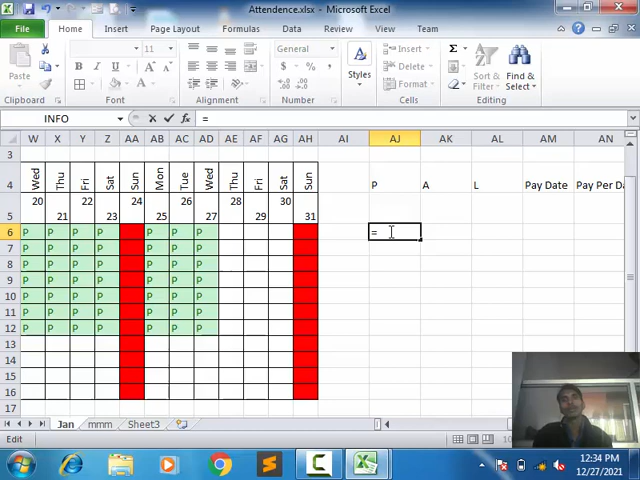 Attendence.xlsx - Microsoft Excel
File Home Insert Page Layout Formulas Data Review View Team
Paste
11
General
Styles
Insert
Delete
Format
Sort & Filter
Find & Select
Clipboard Font Alignment Number Cells Editing
INFO =
W X Y Z AA AB AC AD AE AF AG AH AI AJ AK AL AM AN
3
4 Wed Thu Fri Sat Sun Mon Tue Wed Thu Fri Sat Sun P A L Pay Date Pay Per Da
5 20 21 22 23 24 25 26 27 28 29 30 31
6 P P P P P P P =
7 P P P P P P P
8 P P P P P P P
9 P P P P P P P
10 P P P P P P P
11 P P P P P P P
12 P P P P P P P
13
14
15
16
17
Jan mmm Sheet3
Edit 100%
12:34 PM
12/27/2021